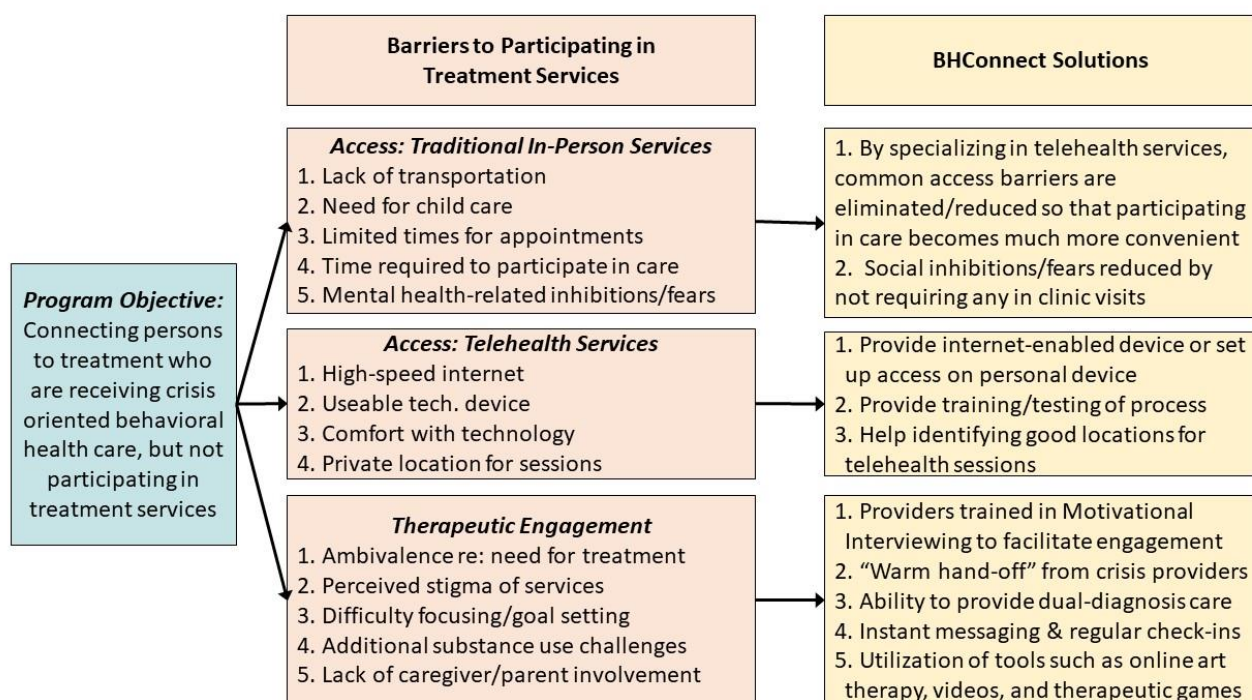 Barriers to Participating in
Treatment Services
BHConnect Solutions
Program Objective:
Connecting persons
to treatment who
are receiving crisis
oriented behavioral
health care, but not
participating in
treatment services
Access: Traditional In-Person Services
1. Lack of transportation
2. Need for child care
3. Limited times for appointments
4. Time required to participate in care
5. Mental health-related inhibitions/fears
1. By specializing in telehealth services,
common access barriers are
eliminated/reduced so that participating
in care becomes much more convenient
2. Social inhibitions/fears reduced by
not requiring any in clinic visits
Access: Telehealth Services
1. High-speed internet
2. Useable tech. device
3. Comfort with technology
4. Private location for sessions
1. Provide internet-enabled device or set
up access on personal device
2. Provide training/testing of process
3. Help identifying good locations for
telehealth sessions
Therapeutic Engagement
1. Ambivalence re: need for treatment
2. Perceived stigma of services
3. Difficulty focusing/goal setting
4. Additional substance use challenges
5. Lack of caregiver/parent involvement
1. Providers trained in Motivational
Interviewing to facilitate engagement
2. “Warm hand-off” from crisis providers
3. Ability to provide dual-diagnosis care
4. Instant messaging & regular check-ins
5. Utilization of tools such as online art
therapy, videos, and therapeutic games